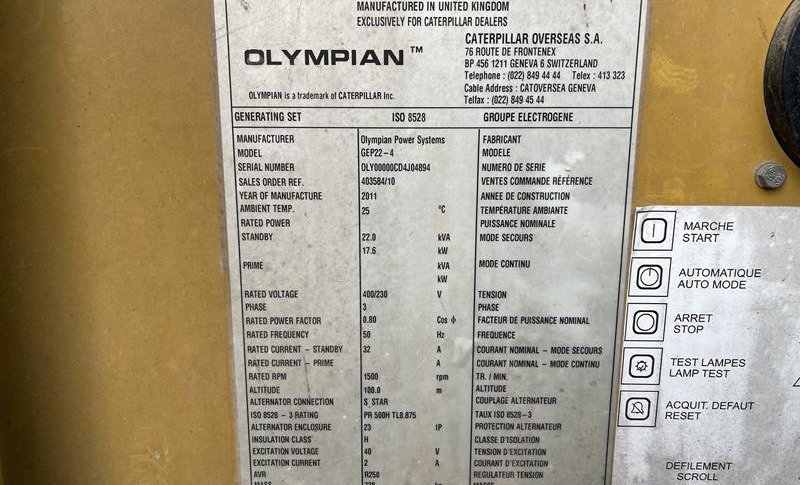 MANUFACTURED IN UNITED KINGDOM
EXCLUSIVELY FOR CATERPILLAR DEALERS
OLYMPIAN™
CATERPILLAR OVERSEAS S.A.
76 ROUTE DE FRONTENEX
BP 456 1211 GENEVA 6 SWITZERLAND
Telephone : (022) 849 44 44 Telex : 413 323
Cable Address : CATOVERSEA GENEVA
Telfax : (022) 849 45 44
OLYMPIAN is a trademark of CATERPILLAR Inc.
GENERATING SET ISO 8528 GROUPE ELECTROGENE
MANUFACTURER Olympian Power Systems FABRICANT
MODEL GEP22-4 MODELE
SERIAL NUMBER OLY00000CD4J04894 NUMERO DE SERIE
SALES ORDER REF. 403584/10 VENTES COMMANDE RÉFÉRENCE
YEAR OF MANUFACTURE 2011 ANNEE DE CONSTRUCTION
AMBIENT TEMP. 25 °C TEMPÉRATURE AMBIANTE
RATED POWER PUISSANCE NOMINALE
STANDBY 22.0 kVA MODE SECOURS
17.6 kW
PRIME kVA MODE CONTINU
kW
RATED VOLTAGE 400/230 V TENSION
PHASE 3 PHASE
RATED POWER FACTOR 0.80 Cos ϕ FACTEUR DE PUISSANCE NOMINAL
RATED FREQUENCY 50 Hz FREQUENCE
RATED CURRENT - STANDBY 32 A COURANT NOMINAL - MODE SECOURS
RATED CURRENT - PRIME A COURANT NOMINAL - MODE CONTINU
RATED RPM 1500 rpm TR. / MIN.
ALTITUDE 100.0 m ALTITUDE
ALTERNATOR CONNECTION S STAR COUPLAGE ALTERNATEUR
ISO 8528 - 3 RATING PR 500H TL0.875 TAUX ISO 8528-3
ALTERNATOR ENCLOSURE 23 IP PROTECTION ALTERNATEUR
INSULATION CLASS H CLASSE D'ISOLATION
EXCITATION VOLTAGE 40 V TENSION D'EXCITATION
EXCITATION CURRENT 2 A COURANT D'EXCITATION
AVR R250 REGULATEUR TENSION
MARCHE
START
AUTOMATIQUE
AUTO MODE
ARRET
STOP
TEST LAMPES
LAMP TEST
ACQUIT. DEFAUT
RESET
DEFILEMENT
SCROLL